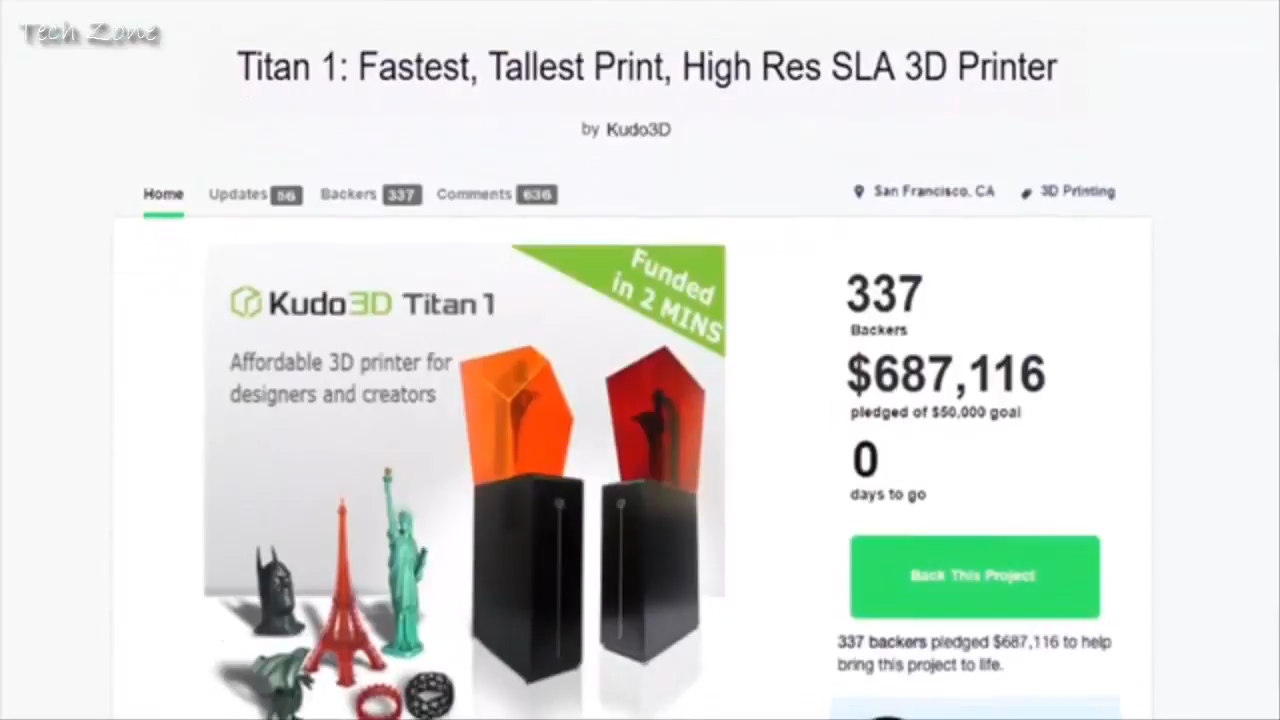 Tech Zone
Titan 1: Fastest, Tallest Print, High Res SLA 3D Printer
by Kudo3D
Home Updates 56 Backers 337 Comments 636
San Francisco, CA 3D Printing
Funded
in 2 MINS
Kudo3D Titan 1
Affordable 3D printer for
designers and creators
337
Backers
$687,116
pledged of $50,000 goal
0
days to go
Back This Project
337 backers pledged $687,116 to help
bring this project to life.